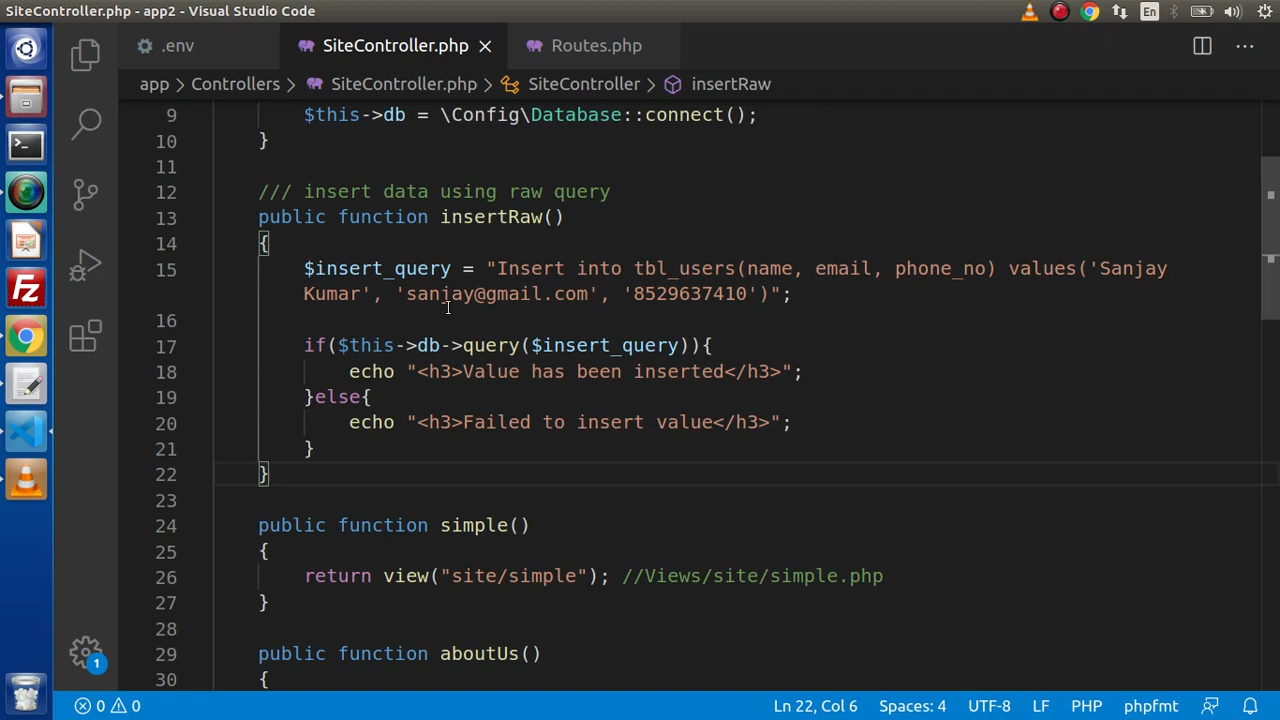 SiteController.php - app2 - Visual Studio Code
En
.env
SiteController.php
Routes.php
app > Controllers > SiteController.php > SiteController > insertRaw
9 $this->db = \Config\Database::connect();
10 }
11
12 /// insert data using raw query
13 public function insertRaw()
14 {
15 $insert_query = "Insert into tbl_users(name, email, phone_no) values('Sanjay
Kumar', 'sanjay@gmail.com', '8529637410')";
16
17 if($this->db->query($insert_query)){
18 echo "<h3>Value has been inserted</h3>";
19 }else{
20 echo "<h3>Failed to insert value</h3>";
21 }
22 }
23
24 public function simple()
25 {
26 return view("site/simple"); //Views/site/simple.php
27 }
28
29 public function aboutUs()
30 {
1
0 0 Ln 22, Col 6 Spaces: 4 UTF-8 LF PHP phpfmt